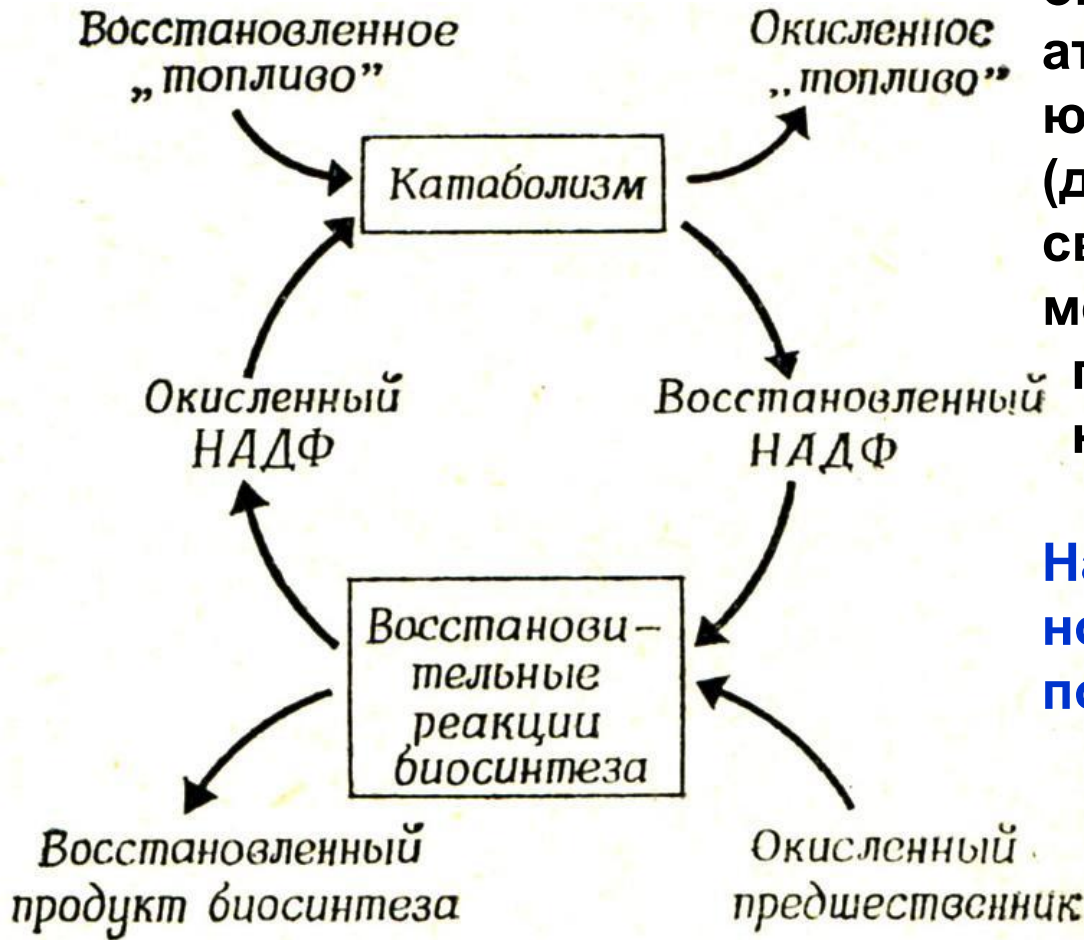 Восстановленное
„топливо”
Окисленное
„топливо”
Катаболизм
Окисленный
НАДФ
Восстановленный
НАДФ
Восстанови-
тельные
реакции
биосинтеза
Восстановленный
продукт биосинтеза
Окисленный
предшественник